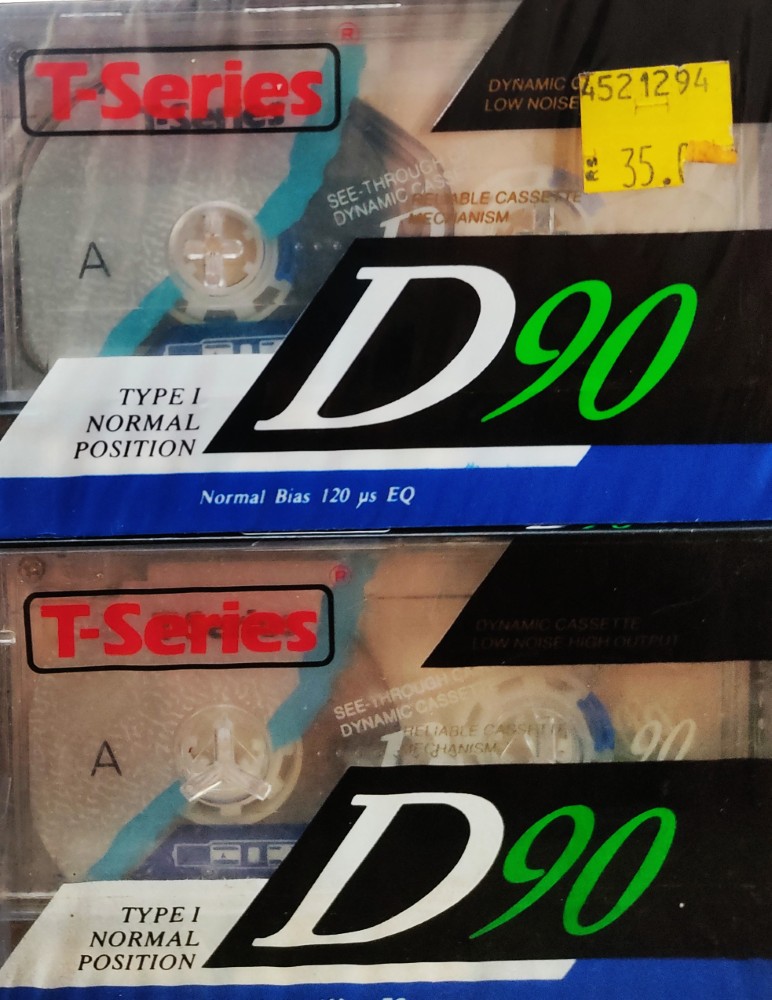 ®
T-Series
DYNAMIC
LOW NOISE
4521294
RS
35.
SEE-THROUGH
DYNAMIC
RELIABLE CASSETTE
MECHANISM
A
D90
TYPE I
NORMAL
POSITION
Normal Bias 120 µs EQ
®
T-Series
DYNAMIC CASSETTE
LOW NOISE HIGH OUTPUT
SEE-THROUGH
DYNAMIC
RELIABLE CASSETTE
MECHANISM
90
A
D90
TYPE I
NORMAL
POSITION